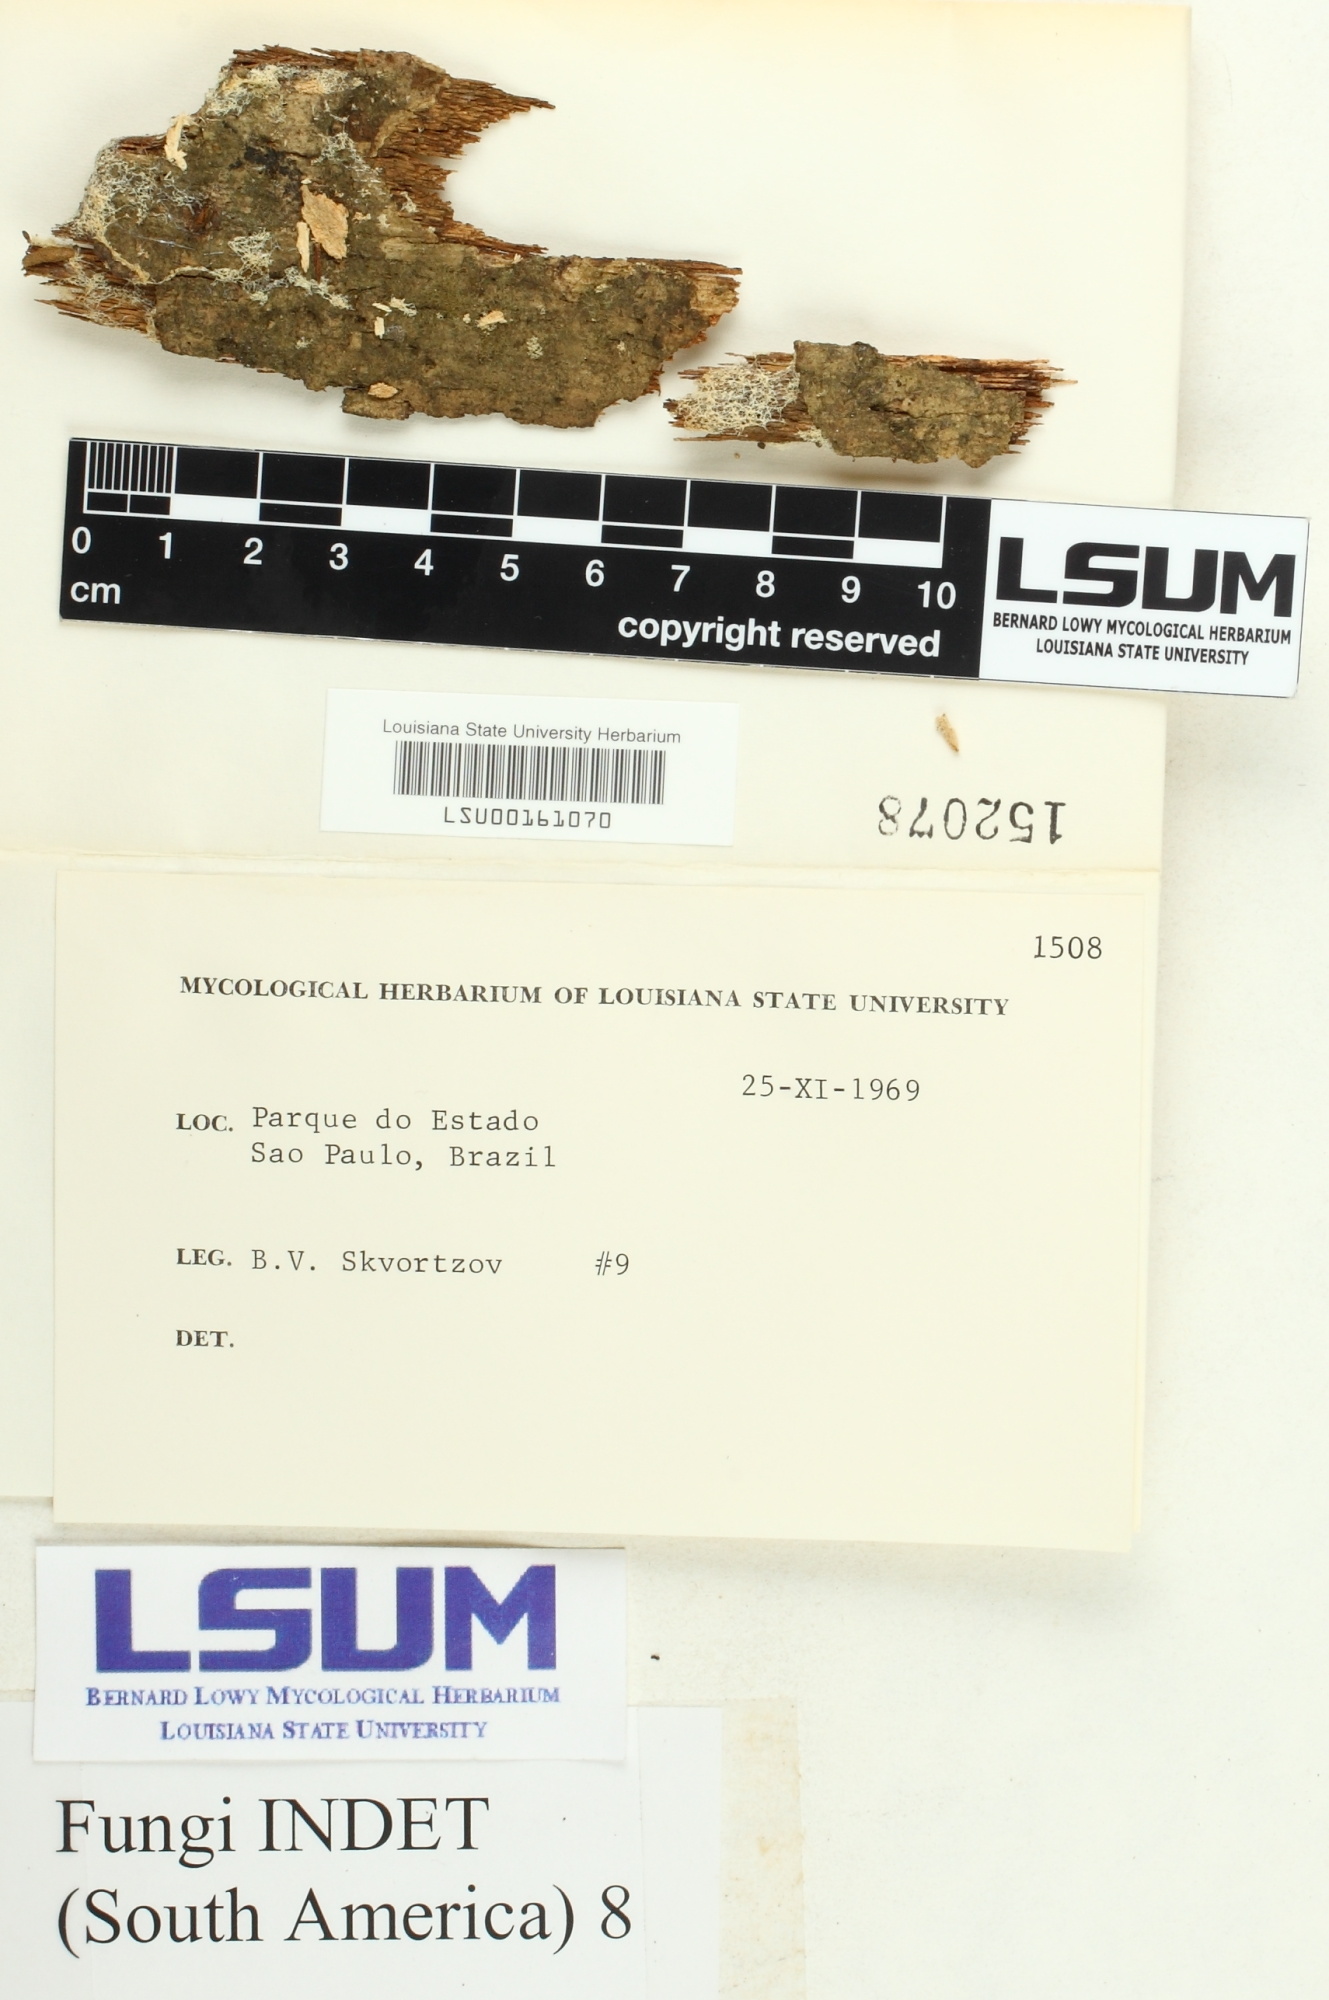 0 1 2 3 4 5 6 7 8 9 10
cm
copyright reserved
LSUM
BERNARD LOWY MYCOLOGICAL HERBARIUM
LOUISIANA STATE UNIVERSITY
Louisiana State University Herbarium
LSU00161070
152078
1508
MYCOLOGICAL HERBARIUM OF LOUISIANA STATE UNIVERSITY
25-XI-1969
LOC. Parque do Estado
Sao Paulo, Brazil
LEG. B.V. Skvortzov #9
DET.
LSUM
BERNARD LOWY MYCOLOGICAL HERBARIUM
LOUISIANA STATE UNIVERSITY
Fungi INDET
(South America) 8